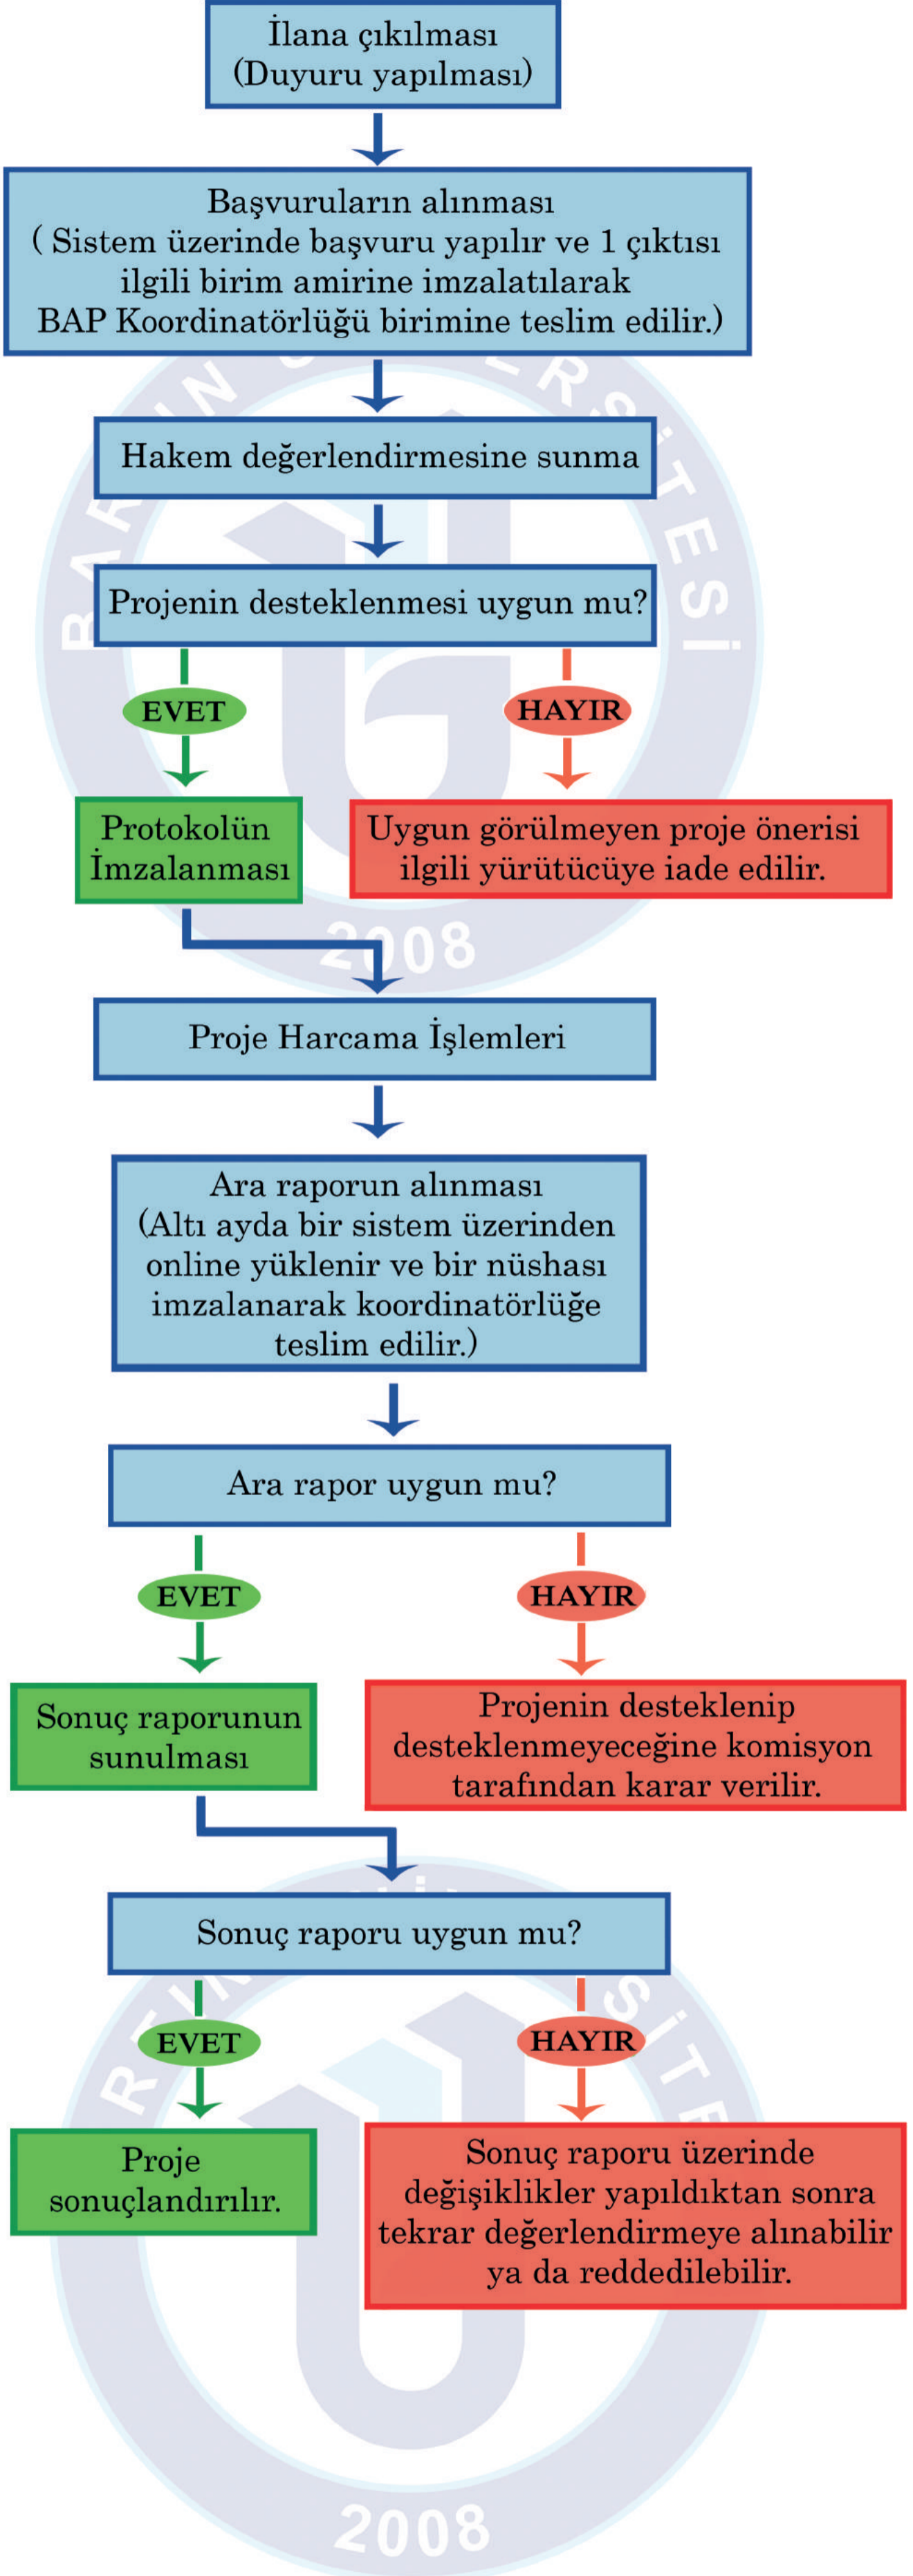 İlana çıkılması
(Duyuru yapılması)
Başvuruların alınması
( Sistem üzerinde başvuru yapılır ve 1 çıktısı
ilgili birim amirine imzalatılarak
BAP Koordinatörlüğü birimine teslim edilir.)
Hakem değerlendirmesine sunma
Projenin desteklenmesi uygun mu?
EVET
HAYIR
Protokolün
İmzalanması
Uygun görülmeyen proje önerisi
ilgili yürütücüye iade edilir.
2008
Proje Harcama İşlemleri
Ara raporun alınması
(Altı ayda bir sistem üzerinden
online yüklenir ve bir nüshası
imzalanarak koordinatörlüğe
teslim edilir.)
Ara rapor uygun mu?
EVET
HAYIR
Sonuç raporunun
sunulması
Projenin desteklenip
desteklenmeyeceğine komisyon
tarafından karar verilir.
Sonuç raporu uygun mu?
EVET
HAYIR
Proje
sonuçlandırılır.
Sonuç raporu üzerinde
değişiklikler yapıldıktan sonra
tekrar değerlendirmeye alınabilir
ya da reddedilebilir.
2008